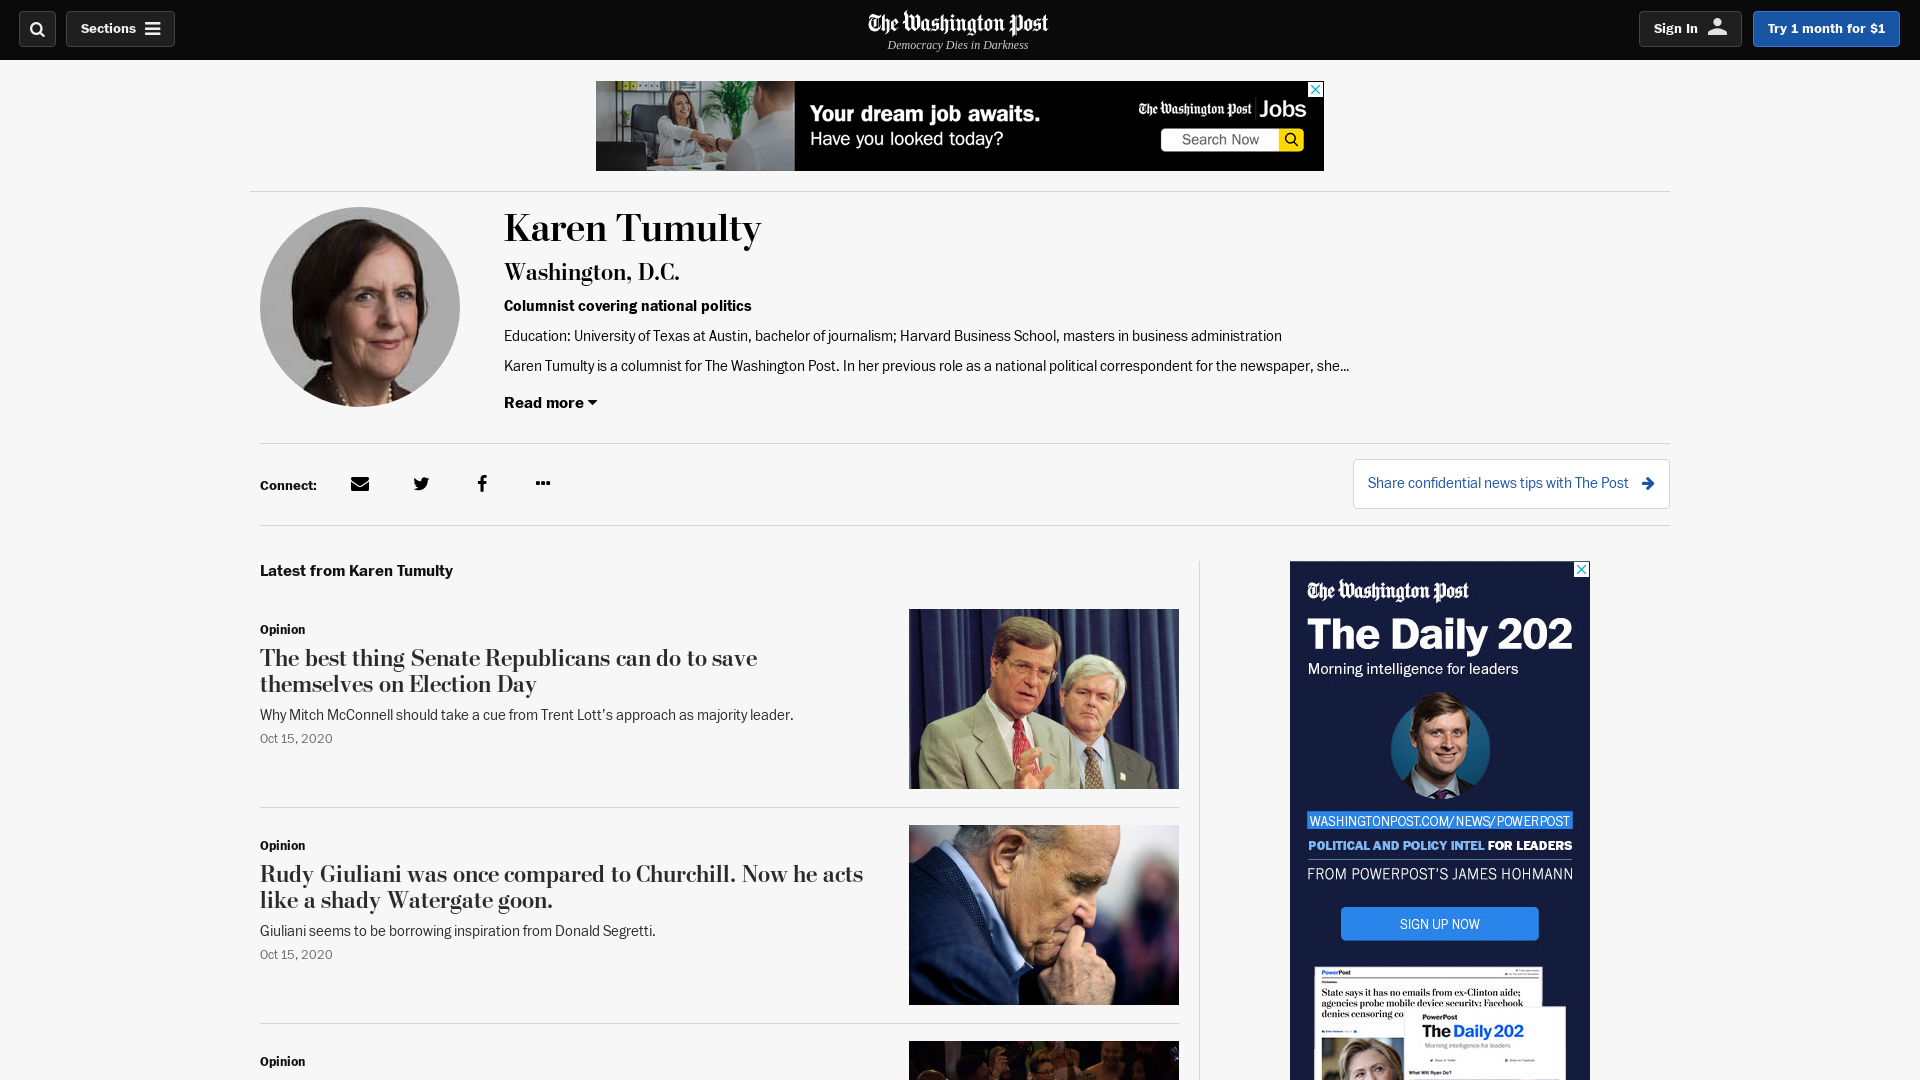 Sections
The Washington Post
Democracy Dies in Darkness
Sign In
Try 1 month for $1
Your dream job awaits.
Have you looked today?
The Washington Post Jobs
Search Now
Karen Tumulty
Washington, D.C.
Columnist covering national politics
Education: University of Texas at Austin, bachelor of journalism; Harvard Business School, masters in business administration
Karen Tumulty is a columnist for The Washington Post. In her previous role as a national political correspondent for the newspaper, she...
Read more
Connect:
Share confidential news tips with The Post
Latest from Karen Tumulty
Opinion
The best thing Senate Republicans can do to save
themselves on Election Day
Why Mitch McConnell should take a cue from Trent Lott’s approach as majority leader.
Oct 15, 2020
Opinion
Rudy Giuliani was once compared to Churchill. Now he acts
like a shady Watergate goon.
Giuliani seems to be borrowing inspiration from Donald Segretti.
Oct 15, 2020
Opinion
The Washington Post
The Daily 202
Morning intelligence for leaders
WASHINGTONPOST.COM/NEWS/POWERPOST
POLITICAL AND POLICY INTEL FOR LEADERS
FROM POWERPOST’S JAMES HOHMANN
SIGN UP NOW
PowerPost
State says it has no emails from ex-Clinton aide;
agencies probe mobile device security; Facebook
denies censoring co
PowerPost
The Daily 202
Morning intelligence for leaders
What Will Ryan Do?